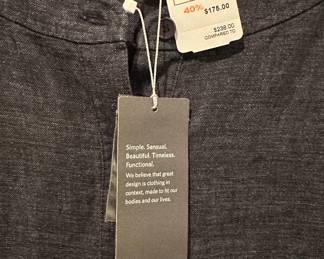 40% $175.00
$298.00
COMPARED TO
Simple. Sensual.
Beautiful. Timeless.
Functional.
We believe that great
design is clothing in
context, made to fit our
bodies and our lives.